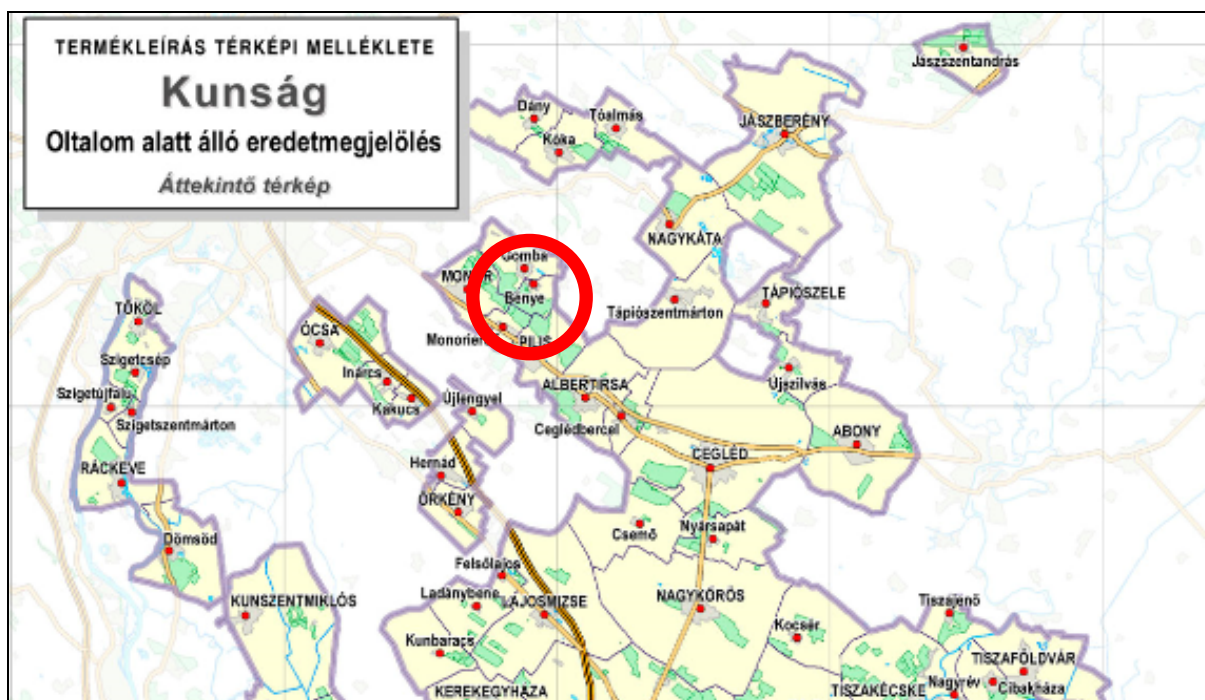 TERMÉKLEÍRÁS TÉRKÉPI MELLÉKLETE
Kunság
Oltalom alatt álló eredetmegjelölés
Áttekintő térkép
Jászszentandrás
Dány
Tóalmás
Kóka
JÁSZBERÉNY
NAGYKÁTA
Gomba
Bénye
TÁPIÓSZELE
Tápiószentmárton
TÖKÖL
ÓCSA
PILIS
Szigetcsép
Inárcs
Újszilvás
ALBERTIRSA
Szigetújfalu
Kakucs
Újlengyel
Szigetszentmárton
Ceglédbercel
ABONY
CEGLÉD
RÁCKEVE
Hernád
ÖRKÉNY
Csemő
Nyársapát
Dömsöd
Felsőlajos
KUNSZENTMIKLÓS
Ladánybene
LAJOSMIZSE
NAGYKŐRÖS
Tiszajenő
Kocsér
Kunbaracs
TISZAFÖLDVÁR
KEREKEGYHÁZA
TISZAKÉCSKE
Nagyrév
Cibakháza